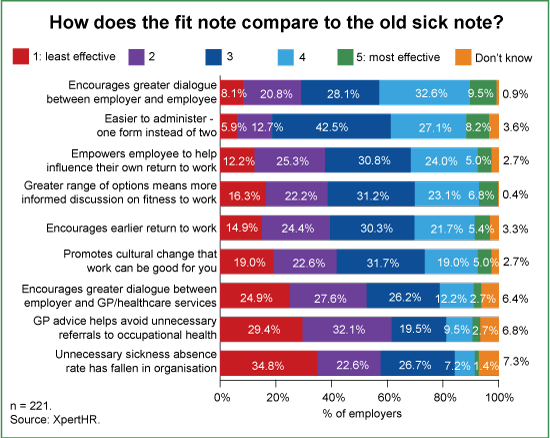 How does the fit note compare to the old sick note?
1: least effective 2 3 4 5: most effective Don't know
Encourages greater dialogue
between employer and employee
8.1% 20.8% 28.1% 32.6% 9.5% 0.9%
Easier to administer -
one form instead of two
5.9% 12.7% 42.5% 27.1% 8.2% 3.6%
Empowers employee to help
influence their own return to work
12.2% 25.3% 30.8% 24.0% 5.0% 2.7%
Greater range of options means more
informed discussion on fitness to work
16.3% 22.2% 31.2% 23.1% 6.8% 0.4%
Encourages earlier return to work
14.9% 24.4% 30.3% 21.7% 5.4% 3.3%
Promotes cultural change that
work can be good for you
19.0% 22.6% 31.7% 19.0% 5.0% 2.7%
Encourages greater dialogue between
employer and GP/healthcare services
24.9% 27.6% 26.2% 12.2% 2.7% 6.4%
GP advice helps avoid unnecessary
referrals to occupational health
29.4% 32.1% 19.5% 9.5% 2.7% 6.8%
Unnecessary sickness absence
rate has fallen in organisation
34.8% 22.6% 26.7% 7.2% 1.4% 7.3%
0% 20% 40% 60% 80% 100%
% of employers
n = 221.
Source: XpertHR.